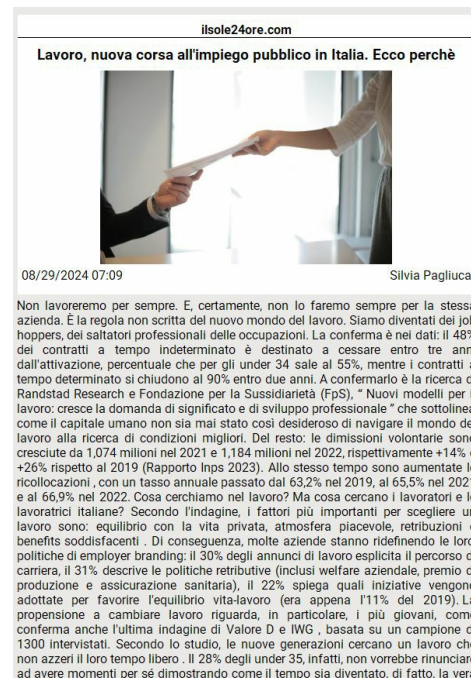 ilsole24ore.com
Lavoro, nuova corsa all'impiego pubblico in Italia. Ecco perchè
08/29/2024 07:09
Silvia Pagliuca
Non lavoreremo per sempre. E, certamente, non lo faremo sempre per la stessa
azienda. È la regola non scritta del nuovo mondo del lavoro. Siamo diventati dei
hoppers, dei saltatori professionali delle occupazioni. La conferma è nei dati: il 48%
dei contratti a tempo indeterminato è destinato a cessare entro tre
dall'attivazione, percentuale che per gli under 34 sale al 55%, mentre i contratti
tempo determinato si chiudono al 90% entro due anni. A confermarlo è la ricerca
Randstad Research e Fondazione per la Sussidiarietà (FpS), " Nuovi modelli per
lavoro: cresce la domanda di significato e di sviluppo professionale " che sottolinea
come il capitale umano non sia mai stato così desideroso di navigare il mondo
lavoro alla ricerca di condizioni migliori. Del resto: le dimissioni volontarie sono
cresciute da 1,074 milioni nel 2021 e 1,184 milioni nel 2022, rispettivamente +14%
+26% rispetto al 2019 (Rapporto Inps 2023). Allo stesso tempo sono aumentate
ricollocazioni , con un tasso annuale passato dal 63,2% nel 2019, al 65,5% nel 2021
e al 66,9% nel 2022. Cosa cerchiamo nel lavoro? Ma cosa cercano i lavoratori e
lavoratrici italiane? Secondo l'indagine, i fattori più importanti per scegliere
lavoro sono: equilibrio con la vita privata, atmosfera piacevole, retribuzioni
benefits soddisfacenti . Di conseguenza, molte aziende stanno ridefinendo le loro
politiche di employer branding: il 30% degli annunci di lavoro esplicita il percorso
carriera, il 31% descrive le politiche retributive (inclusi welfare aziendale, premio
produzione e assicurazione sanitaria), il 22% spiega quali iniziative vengono
adottate per favorire l'equilibrio vita-lavoro (era appena l'11% del 2019).
propensione a cambiare lavoro riguarda, in particolare, i più giovani, come
conferma anche l'ultima indagine di Valore D e IWG , basata su un campione
1300 intervistati. Secondo lo studio, le nuove generazioni cercano un lavoro che
non azzeri il loro tempo libero . Il 28% degli under 35, infatti, non vorrebbe rinunciare
ad avere momenti per sé dimostrando come il tempo sia diventato, di fatto, la